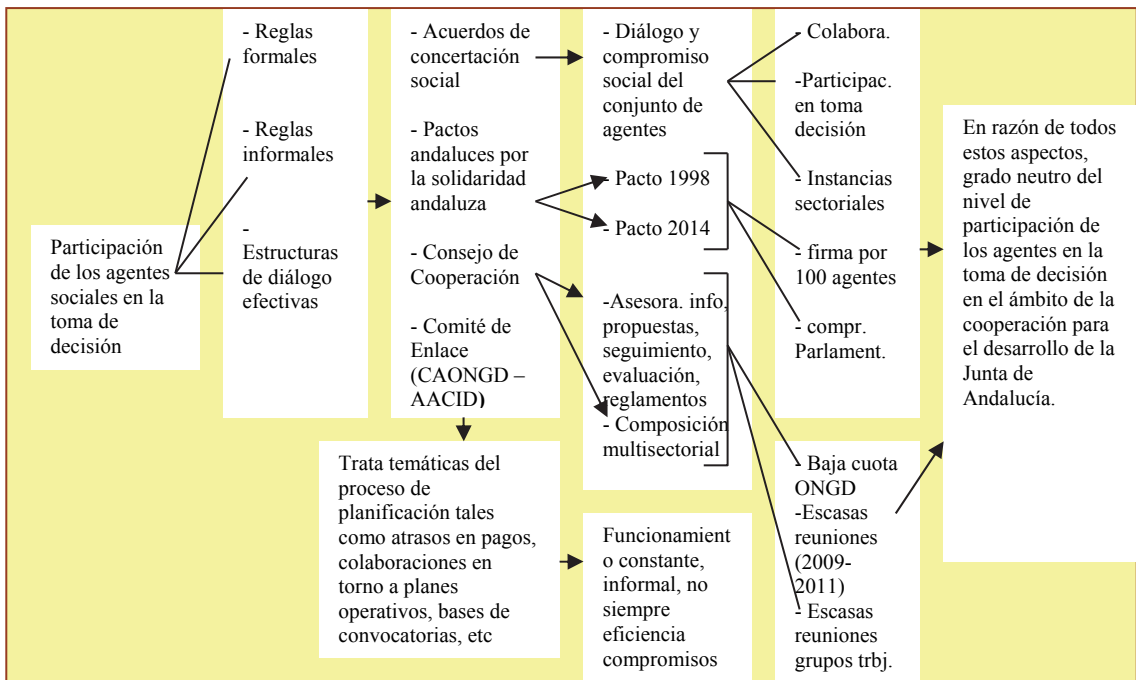 Participación
de los agentes
sociales en la
toma de
decisión
- Reglas
formales
- Reglas
informales
-
Estructuras
de diálogo
efectivas
- Acuerdos de
concertación
social
- Pactos
andaluces por
la solidaridad
andaluza
- Consejo de
Cooperación
- Comité de
Enlace
(CAONGD –
AACID)
Trata temáticas del
proceso de
planificación tales
como atrasos en pagos,
colaboraciones en
torno a planes
operativos, bases de
convocatorias, etc
- Diálogo y
compromiso
social del
conjunto de
agentes
- Pacto 1998
- Pacto 2014
-Asesora. info,
propuestas,
seguimiento,
evaluación,
reglamentos
- Composición
multisectorial
Funcionamient
o constante,
informal, no
siempre
eficiencia
compromisos
- Colabora.
-Participac.
en toma
decisión
- Instancias
sectoriales
- firma por
100 agentes
- compr.
Parlament.
- Baja cuota
ONGD
-Escasas
reuniones
(2009-
2011)
- Escasas
reuniones
grupos trbj.
En razón de todos
estos aspectos,
grado neutro del
nivel de
participación de
los agentes en la
toma de decisión
en el ámbito de la
cooperación para
el desarrollo de la
Junta de
Andalucía.